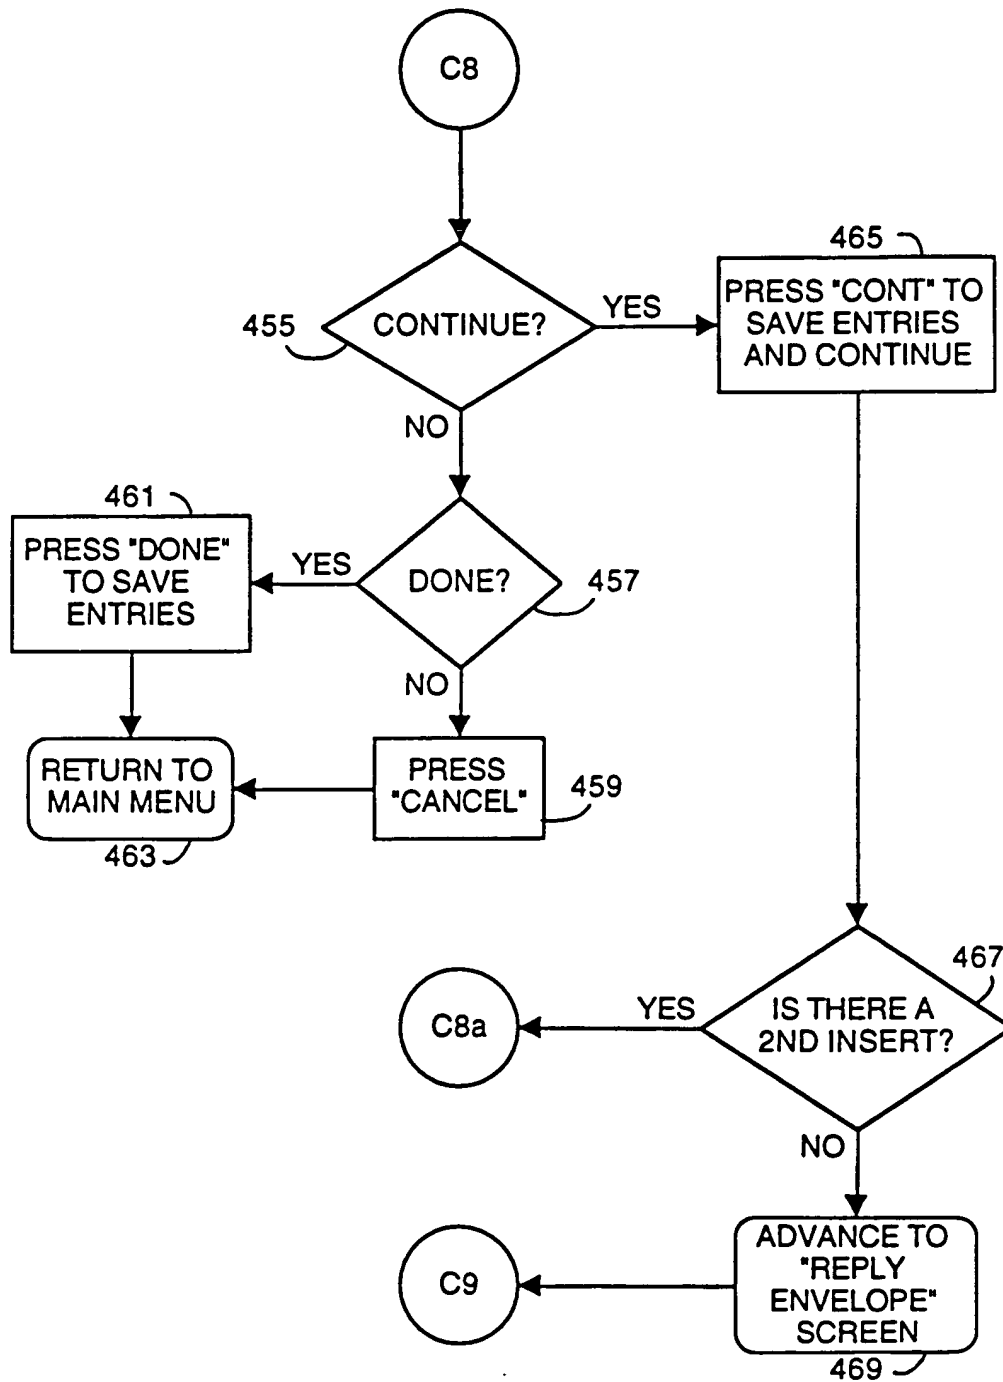 C8
465
CONTINUE?
YES
PRESS "CONT" TO
SAVE ENTRIES
AND CONTINUE
455
NO
461
PRESS "DONE"
TO SAVE
ENTRIES
YES
DONE?
457
NO
RETURN TO
MAIN MENU
463
PRESS
"CANCEL"
459
467
C8a
YES
IS THERE A
2ND INSERT?
NO
C9
ADVANCE TO
"REPLY
ENVELOPE"
SCREEN
469